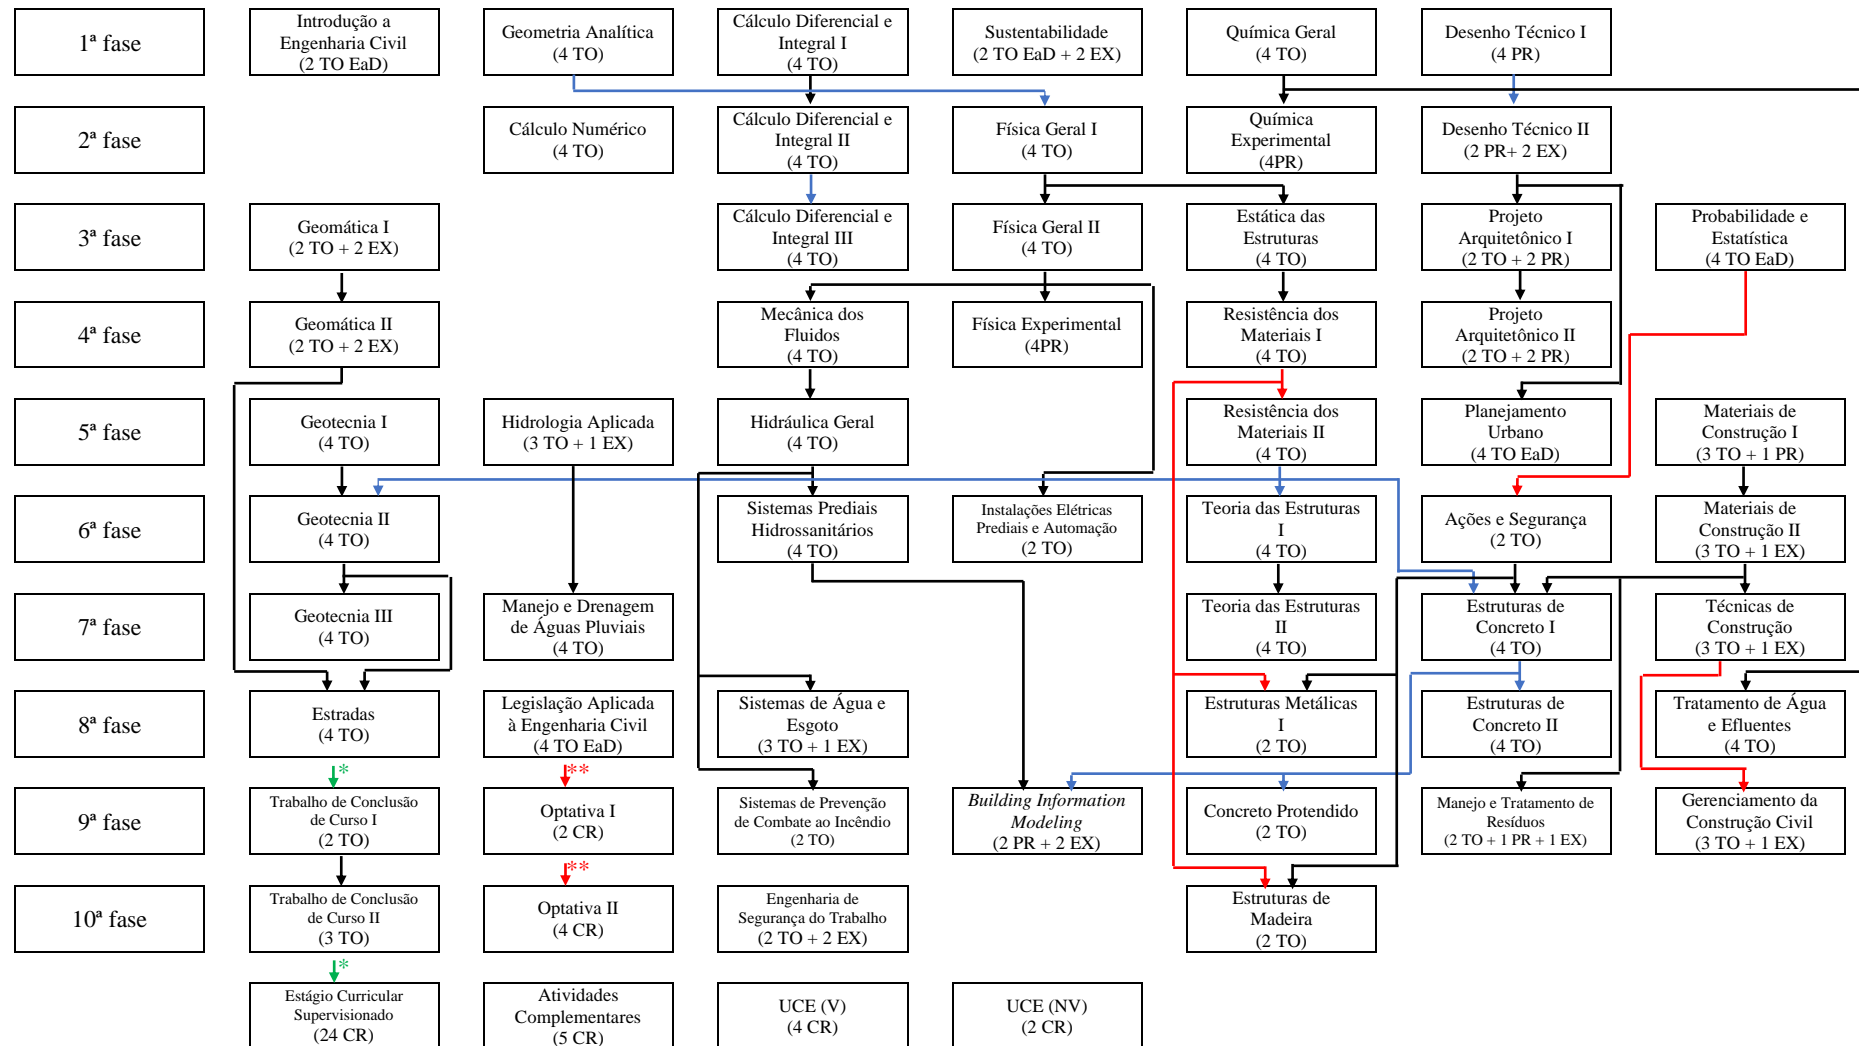 1ª fase
Introdução a
Engenharia Civil
(2 TO EaD)
Geometria Analítica
(4 TO)
Cálculo Diferencial e
Integral I
(4 TO)
Sustentabilidade
(2 TO EaD + 2 EX)
Química Geral
(4 TO)
Desenho Técnico I
(4 PR)
2ª fase
Cálculo Numérico
(4 TO)
Cálculo Diferencial e
Integral II
(4 TO)
Física Geral I
(4 TO)
Química
Experimental
(4PR)
Desenho Técnico II
(2 PR+ 2 EX)
3ª fase
Geomática I
(2 TO + 2 EX)
Cálculo Diferencial e
Integral III
(4 TO)
Física Geral II
(4 TO)
Estática das
Estruturas
(4 TO)
Projeto
Arquitetônico I
(2 TO + 2 PR)
Probabilidade e
Estatística
(4 TO EaD)
4ª fase
Geomática II
(2 TO + 2 EX)
Mecânica dos
Fluidos
(4 TO)
Física Experimental
(4PR)
Resistência dos
Materiais I
(4 TO)
Projeto
Arquitetônico II
(2 TO + 2 PR)
5ª fase
Geotecnia I
(4 TO)
Hidrologia Aplicada
(3 TO + 1 EX)
Hidráulica Geral
(4 TO)
Resistência dos
Materiais II
(4 TO)
Planejamento
Urbano
(4 TO EaD)
Materiais de
Construção I
(3 TO + 1 PR)
6ª fase
Geotecnia II
(4 TO)
Sistemas Prediais
Hidrossanitários
(4 TO)
Instalações Elétricas
Prediais e Automação
(2 TO)
Teoria das Estruturas
I
(4 TO)
Ações e Segurança
(2 TO)
Materiais de
Construção II
(3 TO + 1 EX)
7ª fase
Geotecnia III
(4 TO)
Manejo e Drenagem
de Águas Pluviais
(4 TO)
Teoria das Estruturas
II
(4 TO)
Estruturas de
Concreto I
(4 TO)
Técnicas de
Construção
(3 TO + 1 EX)
8ª fase
Estradas
(4 TO)
Legislação Aplicada
à Engenharia Civil
(4 TO EaD)
Sistemas de Água e
Esgoto
(3 TO + 1 EX)
Estruturas Metálicas
I
(2 TO)
Estruturas de
Concreto II
(4 TO)
Tratamento de Água
e Efluentes
(4 TO)
*
**
9ª fase
Trabalho de Conclusão
de Curso I
(2 TO)
Optativa I
(2 CR)
Sistemas de Prevenção
de Combate ao Incêndio
(2 TO)
Building Information
Modeling
(2 PR + 2 EX)
Concreto Protendido
(2 TO)
Manejo e Tratamento de
Resíduos
(2 TO + 1 PR + 1 EX)
Gerenciamento da
Construção Civil
(3 TO + 1 EX)
**
10ª fase
Trabalho de Conclusão
de Curso II
(3 TO)
Optativa II
(4 CR)
Engenharia de
Segurança do Trabalho
(2 TO + 2 EX)
Estruturas de
Madeira
(2 TO)
*
Estágio Curricular
Supervisionado
(24 CR)
Atividades
Complementares
(5 CR)
UCE (V)
(4 CR)
UCE (NV)
(2 CR)